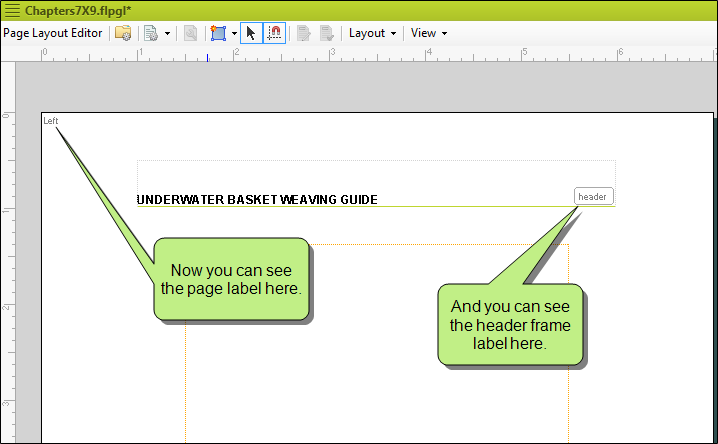 Chapters7X9.flpgl*
Page Layout Editor
Layout
View
0 1 2 3 4 5 6 7
Left
0
UNDERWATER BASKET WEAVING GUIDE
header
1
Now you can see
the page label here.
And you can see
the header frame
label here.
2
3